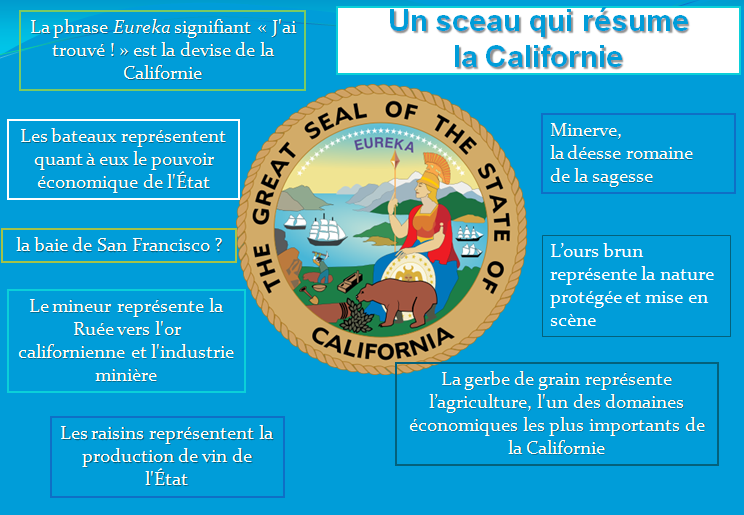 La phrase Eureka signifiant « J'ai
trouvé ! » est la devise de la
Californie
Un sceau qui résume
la Californie
Les bateaux représentent
quant à eux le pouvoir
économique de l'État
Minerve,
la déesse romaine
de la sagesse
THE GREAT SEAL OF THE STATE OF
CALIFORNIA
EUREKA
la baie de San Francisco ?
L'ours brun
représente la nature
protégée et mise en
scène
Le mineur représente la
Ruée vers l'or
californienne et l'industrie
minière
La gerbe de grain représente
l'agriculture, l'un des domaines
économiques les plus importants de
la Californie
Les raisins représentent la
production de vin de
l'État